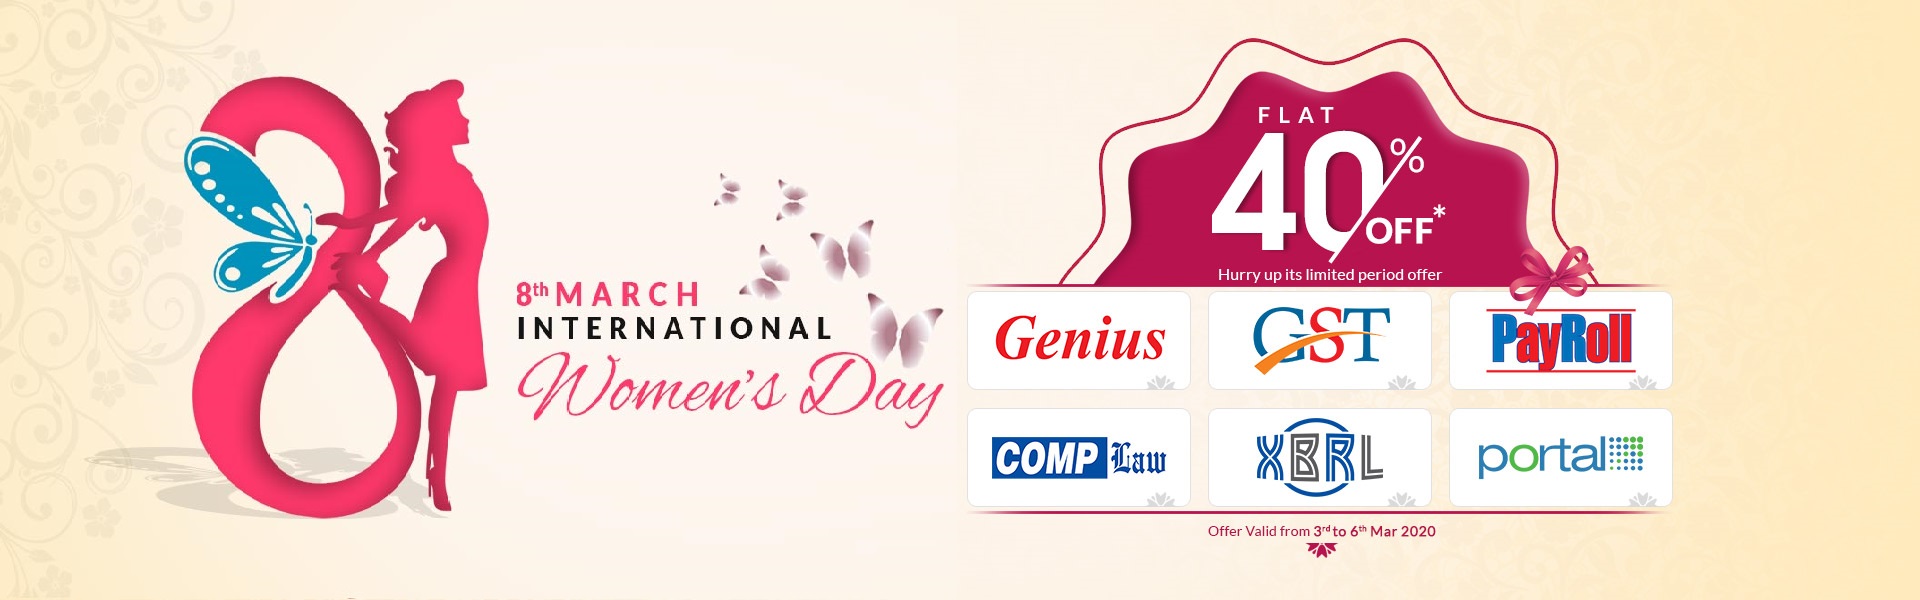 8th MARCH
INTERNATIONAL
Women's Day
FLAT
40%
OFF*
Hurry up its limited period offer
Genius
GST
PayRoll
COMP Law
XBRL
portal
Offer Valid from 3rd to 6th Mar 2020